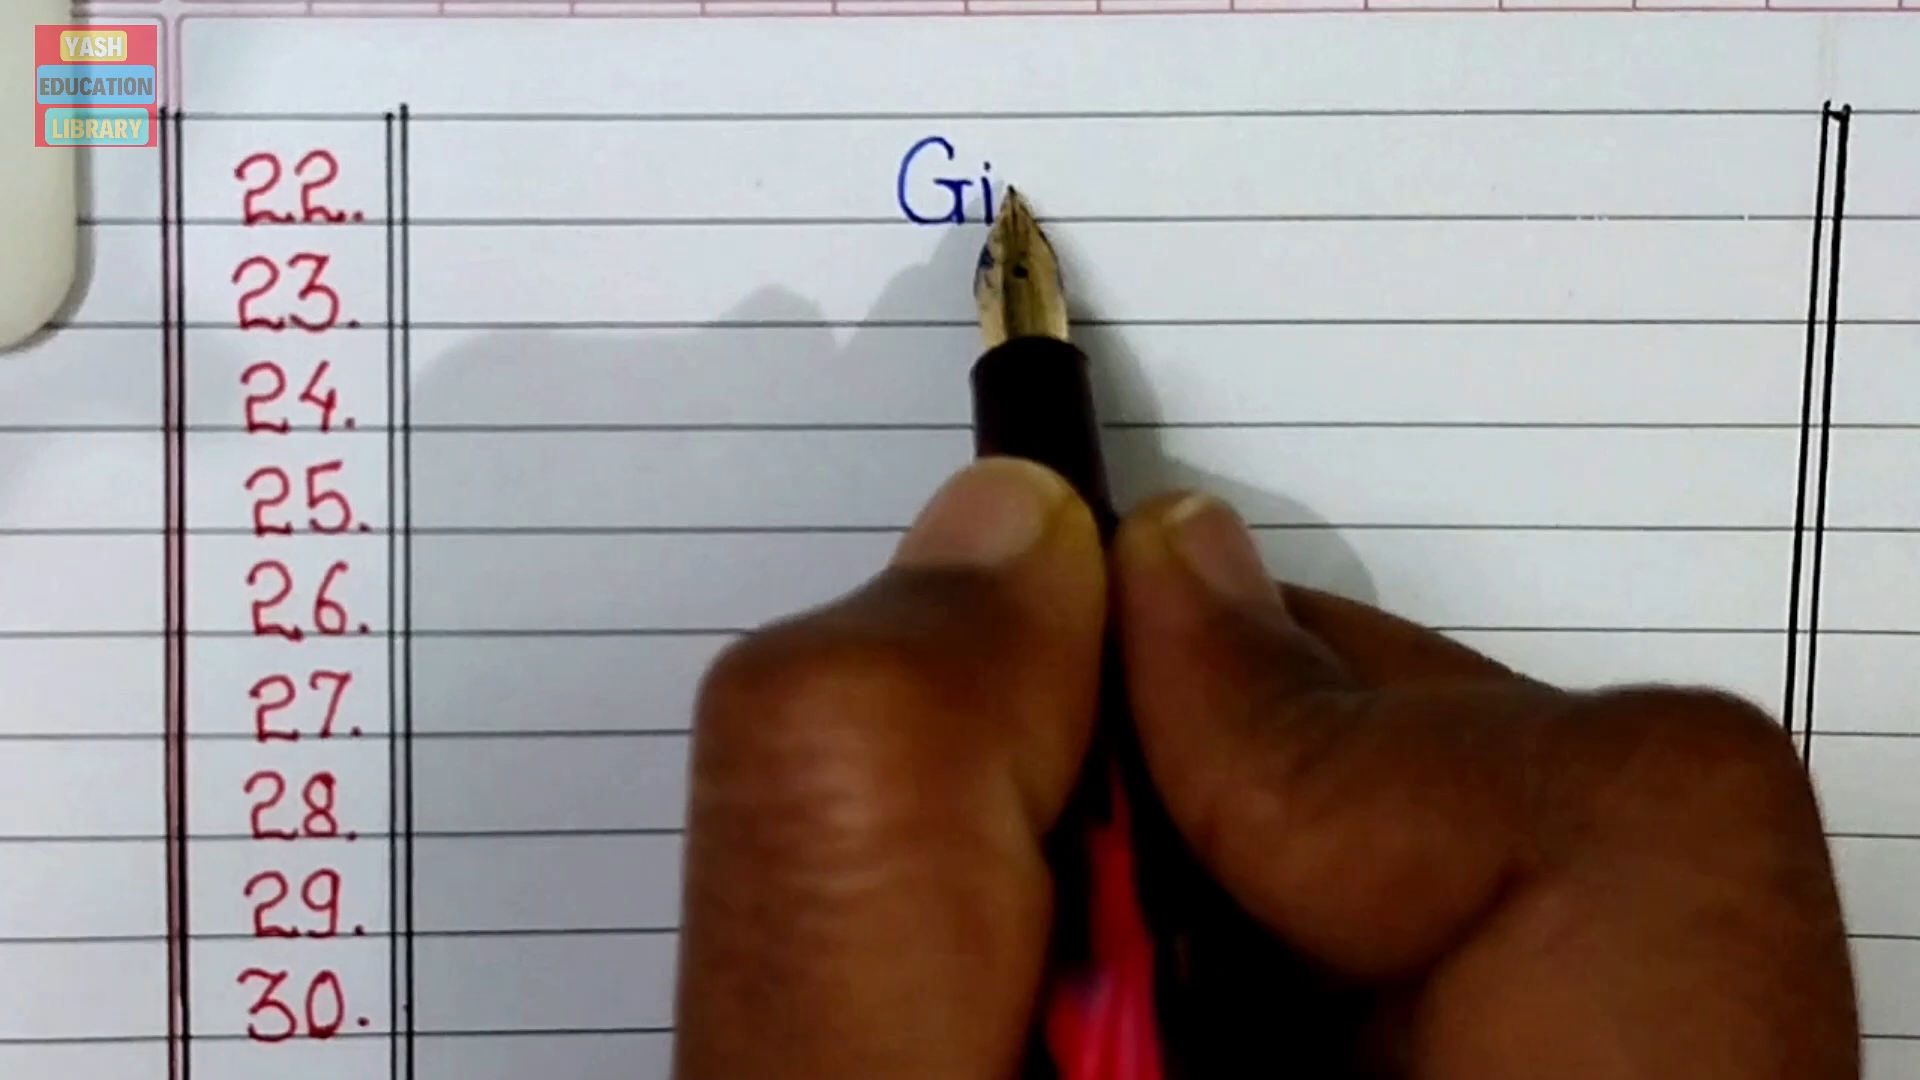 YASH
EDUCATION
LIBRARY
22. Gi
23.
24.
25.
26.
27.
28.
29.
30.